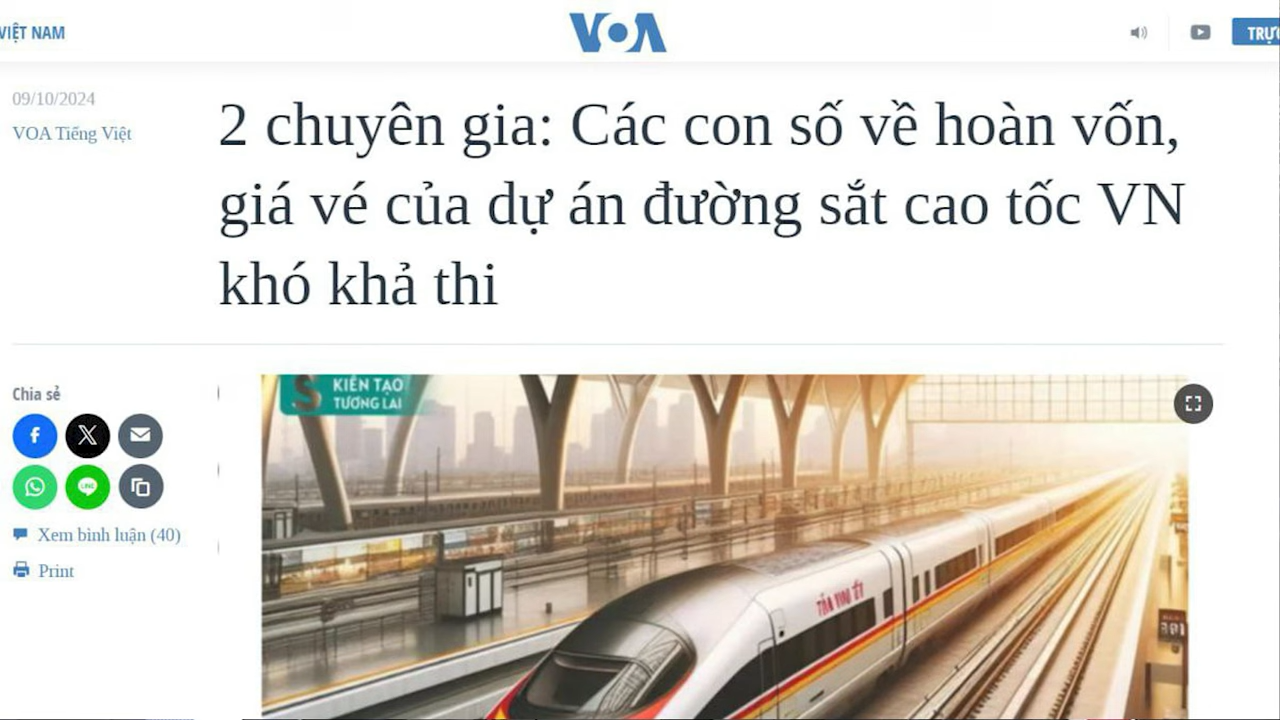 VIỆT NAM
VOA
09/10/2024
VOA Tiếng Việt
2 chuyên gia: Các con số về hoàn vốn,
giá vé của dự án đường sắt cao tốc VN
khó khả thi
Chia sẻ
Xem bình luận (40)
Print
KIẾN TẠO
TƯƠNG LAI
LINE